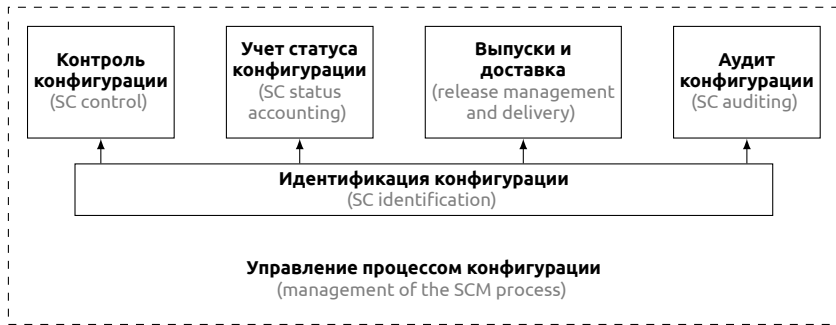 Контроль
конфигурации
(SC control)
Учет статуса
конфигурации
(SC status
accounting)
Выпуски и
доставка
(release management
and delivery)
Аудит
конфигурации
(SC auditing)
Идентификация конфигурации
(SC identification)
Управление процессом конфигурации
(management of the SCM process)